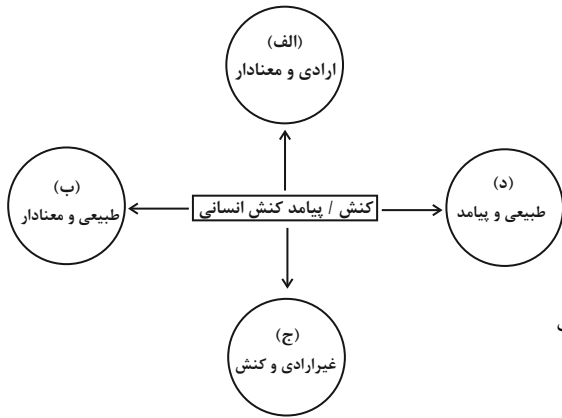 (الف)
ارادی و معنادار
(ب)
طبیعی و معنادار
کنش / پیامد کنش انسانی
(د)
طبیعی و پیامد
(ج)
غیرارادی و کنش